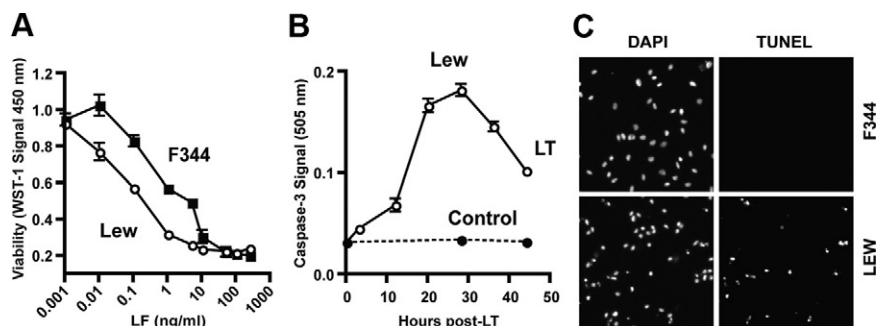 A
Viability (WST-1 Signal 450 nm)
1.2
1.0
0.8
0.6
0.4
0.2
F344
Lew
0.001
0.01
0.1
1
10
100
1000
LF (ng/ml)
B
Caspase-3 Signal (505 nm)
0.2
0.1
0.0
Lew
LT
Control
0
10
20
30
40
50
Hours post-LT
C
DAPI
TUNEL
F344
LEW